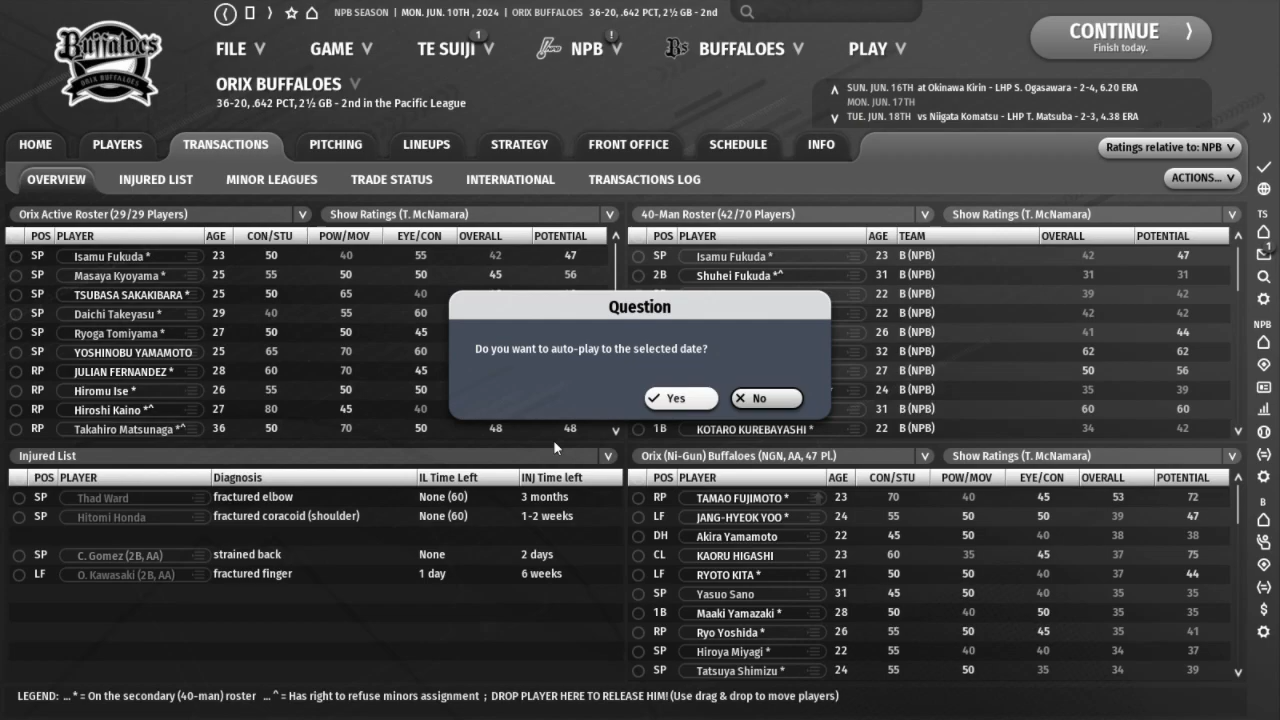 NPB SEASON | MON. JUN. 10TH , 2024 | ORIX BUFFALOES 36-20, .642 PCT, 2½ GB - 2nd
Buffaloes
ORIX BUFFALOES
FILE GAME TE SUIJI 1 NPB ! Bs BUFFALOES PLAY
CONTINUE
Finish today.
ORIX BUFFALOES
36-20, .642 PCT, 2½ GB - 2nd in the Pacific League
SUN. JUN. 16TH at Okinawa Kirin - LHP S. Ogasawara - 2-4, 6.20 ERA
MON. JUN. 17TH
TUE. JUN. 18TH vs Niigata Komatsu - LHP T. Matsuba - 2-3, 4.38 ERA
HOME PLAYERS TRANSACTIONS PITCHING LINEUPS STRATEGY FRONT OFFICE SCHEDULE INFO
Ratings relative to: NPB
OVERVIEW INJURED LIST MINOR LEAGUES TRADE STATUS INTERNATIONAL TRANSACTIONS LOG
ACTIONS...
Orix Active Roster (29/29 Players) Show Ratings (T. McNamara)
POS PLAYER AGE CON/STU POW/MOV EYE/CON OVERALL POTENTIAL
SP Isamu Fukuda * 23 50 40 55 42 47
SP Masaya Kyoyama * 25 55 50 50 45 56
SP TSUBASA SAKAKIBARA * 25 50 65 40
SP Daichi Takeyasu * 29 40 55 60
SP Ryoga Tomiyama * 27 50 50 45
SP YOSHINOBU YAMAMOTO 25 65 70 60
RP JULIAN FERNANDEZ * 28 60 70 45
RP Hiromu Ise * 26 55 50 50
RP Hiroshi Kaino *^ 27 80 45 40
RP Takahiro Matsunaga *^ 36 50 70 50 48 48
40-Man Roster (42/70 Players) Show Ratings (T. McNamara)
POS PLAYER AGE TEAM OVERALL POTENTIAL
SP Isamu Fukuda * 23 B (NPB) 42 47
2B Shuhei Fukuda *^ 31 B (NPB) 31 31
22 B (NPB) 39 42
22 B (NPB) 42 42
26 B (NPB) 41 44
32 B (NPB) 62 62
27 B (NPB) 50 56
24 B (NPB) 35 39
31 B (NPB) 60 60
1B KOTARO KUREBAYASHI * 22 B (NPB) 34 42
Question
Do you want to auto-play to the selected date?
Yes No
Injured List
POS PLAYER Diagnosis IL Time Left INJ Time left
SP Thad Ward fractured elbow None (60) 3 months
SP Hitomi Honda fractured coracoid (shoulder) None (60) 1-2 weeks
SP C. Gomez (2B, AA) strained back None 2 days
LF O. Kawasaki (2B, AA) fractured finger 1 day 6 weeks
Orix (Ni-Gun) Buffaloes (NGN, AA, 47 Pl.) Show Ratings (T. McNamara)
POS PLAYER AGE CON/STU POW/MOV EYE/CON OVERALL POTENTIAL
RP TAMAO FUJIMOTO * 23 70 40 45 53 72
LF JANG-HYEOK YOO * 24 55 50 50 39 47
DH Akira Yamamoto 22 45 50 40 38 38
CL KAORU HIGASHI 23 60 35 45 37 75
LF RYOTO KITA * 21 50 50 40 37 44
SP Yasuo Sano 31 45 50 40 35 35
1B Maaki Yamazaki * 28 50 40 50 35 35
RP Ryo Yoshida * 26 55 50 45 35 41
SP Hiroya Miyagi * 22 55 40 40 34 37
SP Tatsuya Shimizu * 24 55 50 35 34 39
TS
1
NPB
B
LEGEND: ... * = On the secondary (40-man) roster ... ^ = Has right to refuse minors assignment ; DROP PLAYER HERE TO RELEASE HIM! (Use drag & drop to move players)